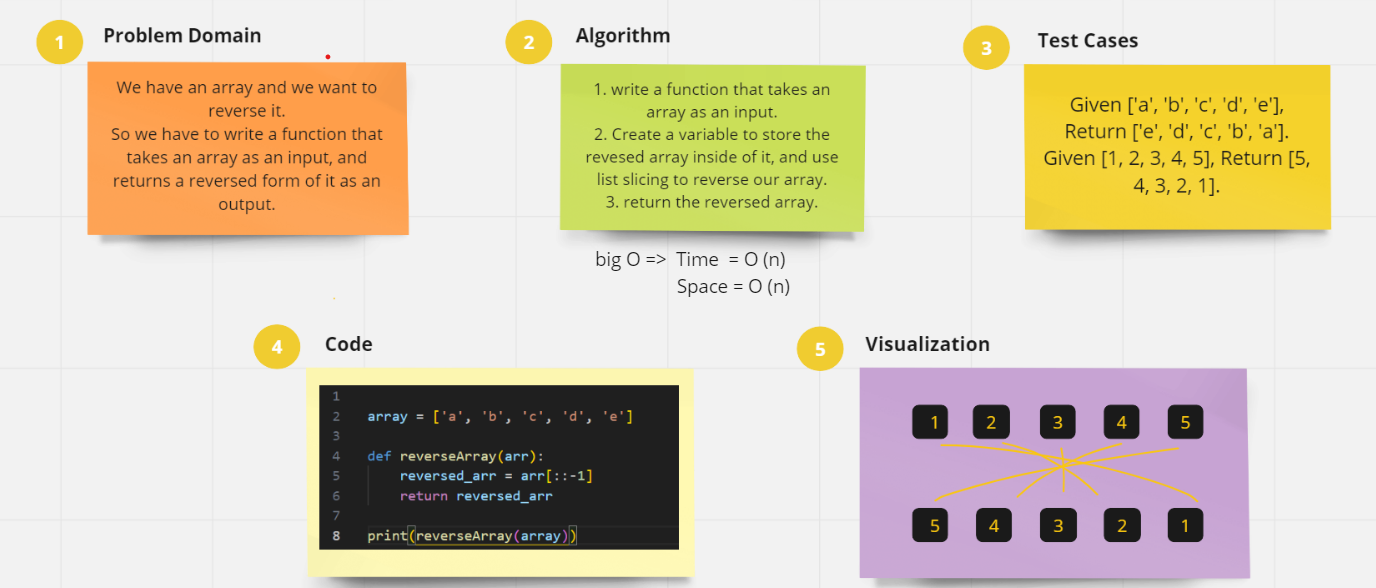 1
Problem Domain
We have an array and we want to
reverse it.
So we have to write a function that
takes an array as an input, and
returns a reversed form of it as an
output.
2
Algorithm
1. write a function that takes an
array as an input.
2. Create a variable to store the
revesed array inside of it, and use
list slicing to reverse our array.
3. return the reversed array.
big O => Time = O (n)
Space = O (n)
3
Test Cases
Given ['a', 'b', 'c', 'd', 'e'],
Return ['e', 'd', 'c', 'b', 'a'].
Given [1, 2, 3, 4, 5], Return [5,
4, 3, 2, 1].
4
Code
1
2 array = ['a', 'b', 'c', 'd', 'e']
3
4 def reverseArray(arr):
5 reversed_arr = arr[::-1]
6 return reversed_arr
7
8 print(reverseArray(array))
5
Visualization
1 2 3 4 5
5 4 3 2 1